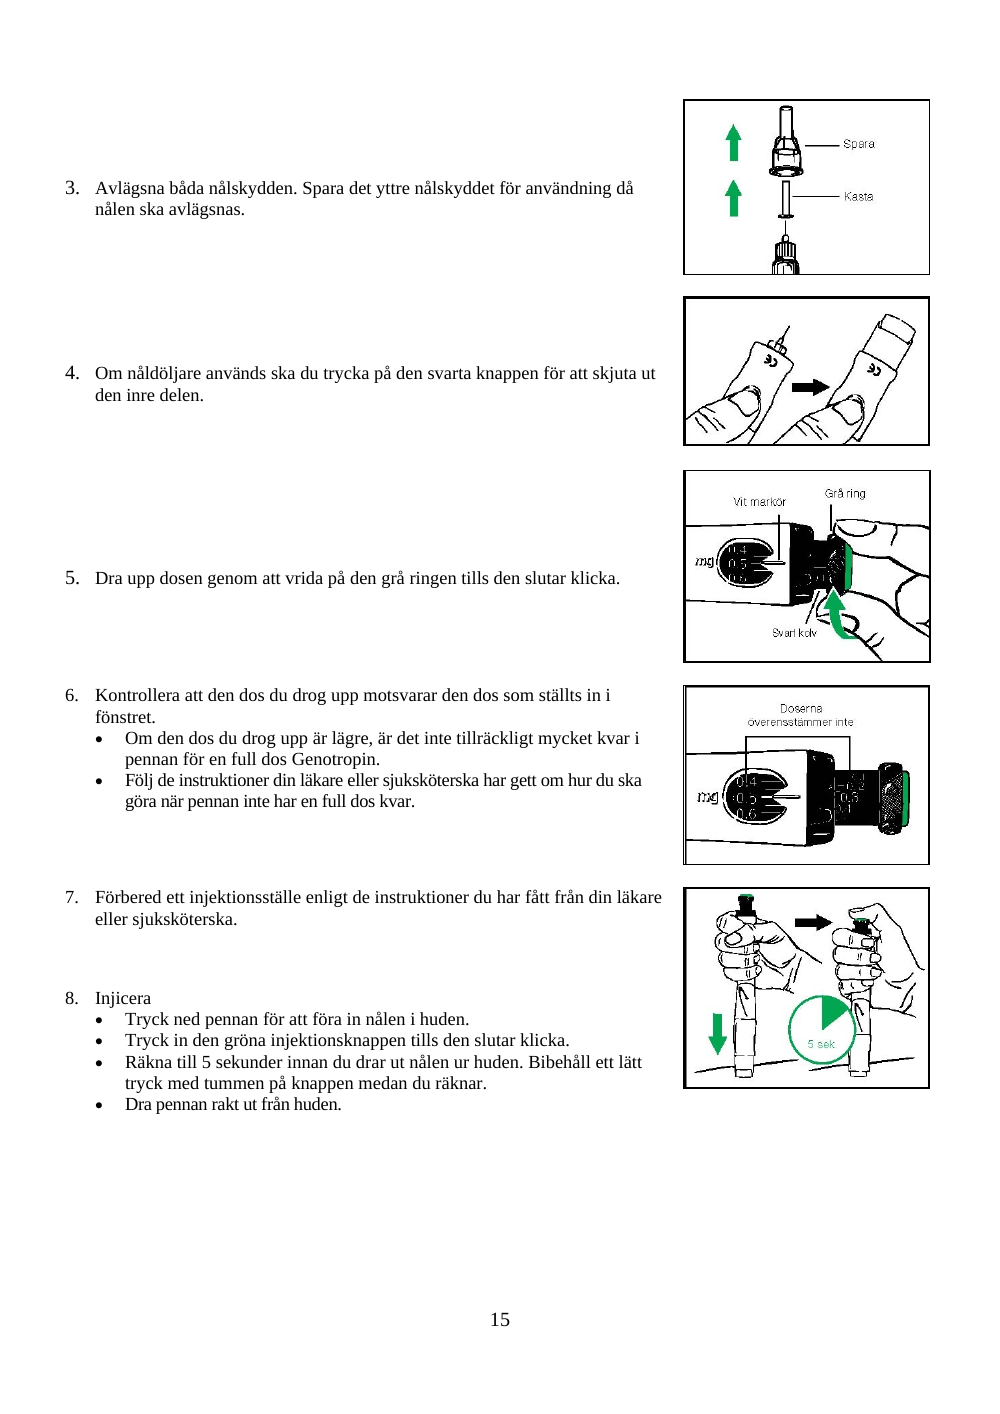 3. Avlägsna båda nålskydden. Spara det yttre nålskyddet för användning då
nålen ska avlägsnas.
Spara
Kasta
4. Om nåldöljare används ska du trycka på den svarta knappen för att skjuta ut
den inre delen.
CE
CE
5. Dra upp dosen genom att vrida på den grå ringen tills den slutar klicka.
Vit markör
Grå ring
mg
0.4
Svart kolv
6. Kontrollera att den dos du drog upp motsvarar den dos som ställts in i
fönstret.
• Om den dos du drog upp är lägre, är det inte tillräckligt mycket kvar i
pennan för en full dos Genotropin.
• Följ de instruktioner din läkare eller sjuksköterska har gett om hur du ska
göra när pennan inte har en full dos kvar.
Doserna
överensstämmer inte
mg
0.4
0.5
0.6
7. Förbered ett injektionsställe enligt de instruktioner du har fått från din läkare
eller sjuksköterska.
8. Injicera
• Tryck ned pennan för att föra in nålen i huden.
• Tryck in den gröna injektionsknappen tills den slutar klicka.
• Räkna till 5 sekunder innan du drar ut nålen ur huden. Bibehåll ett lätt
tryck med tummen på knappen medan du räknar.
• Dra pennan rakt ut från huden.
5 sek.
15